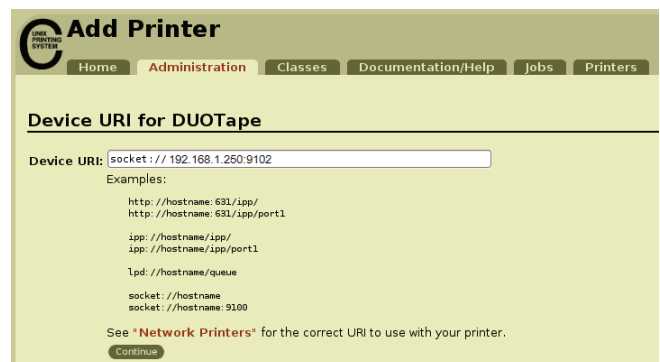 UNIX
PRINTING
SYSTEM
Add Printer
Home Administration Classes Documentation/Help Jobs Printers
Device URI for DUOTape
Device URI: socket://192.168.1.250:9102
Examples:
http://hostname:631/ipp/
http://hostname:631/ipp/port1
ipp://hostname/ipp/
ipp://hostname/ipp/port1
lpd://hostname/queue
socket://hostname
socket://hostname:9100
See "Network Printers" for the correct URI to use with your printer.
Continue